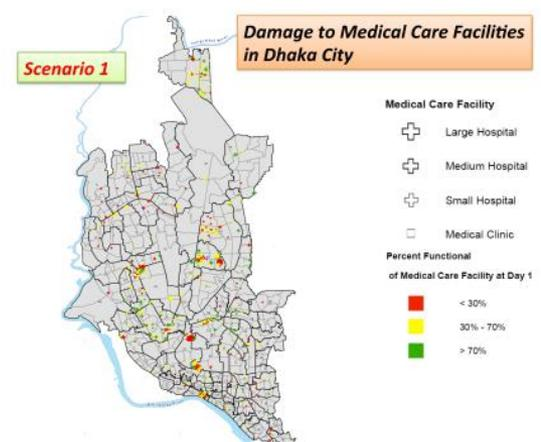 Damage to Medical Care Facilities
in Dhaka City
Scenario 1
Medical Care Facility
Large Hospital
Medium Hospital
Small Hospital
Medical Clinic
Percent Functional
of Medical Care Facility at Day 1
< 30%
30% - 70%
> 70%